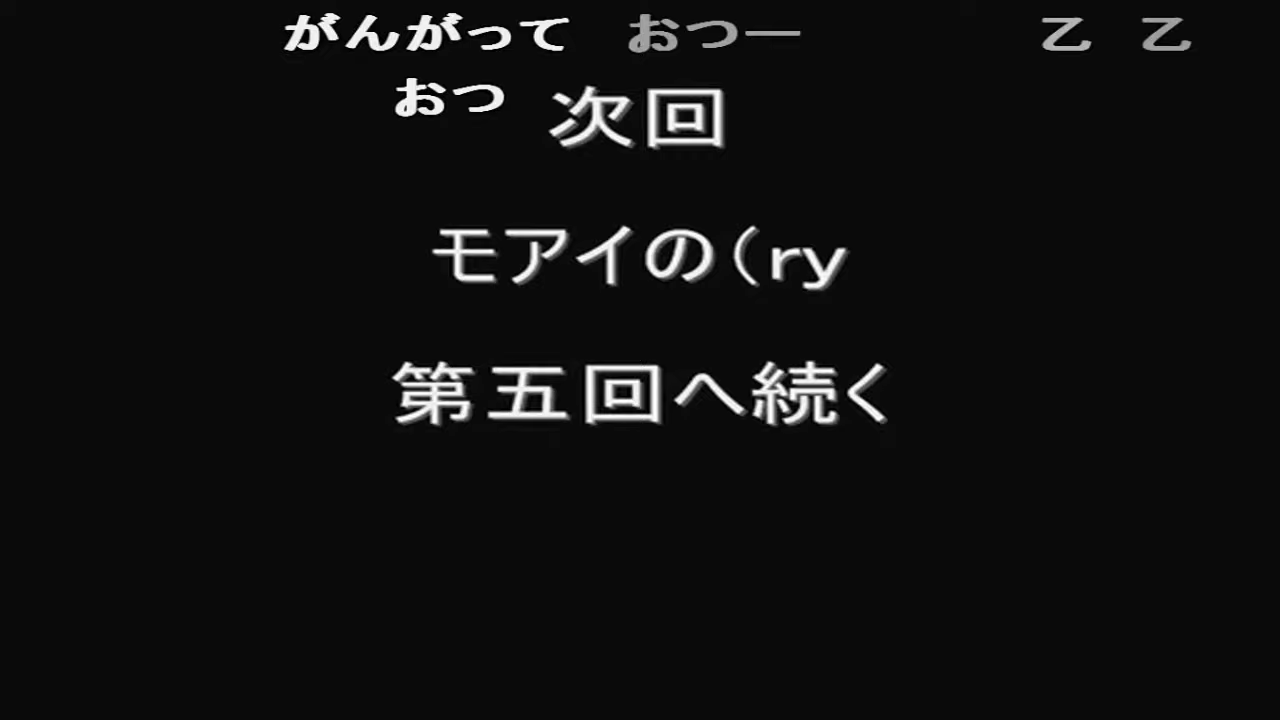 がんがって おつー 乙 乙
おつ
次回
モアイの（ry
第五回へ続く